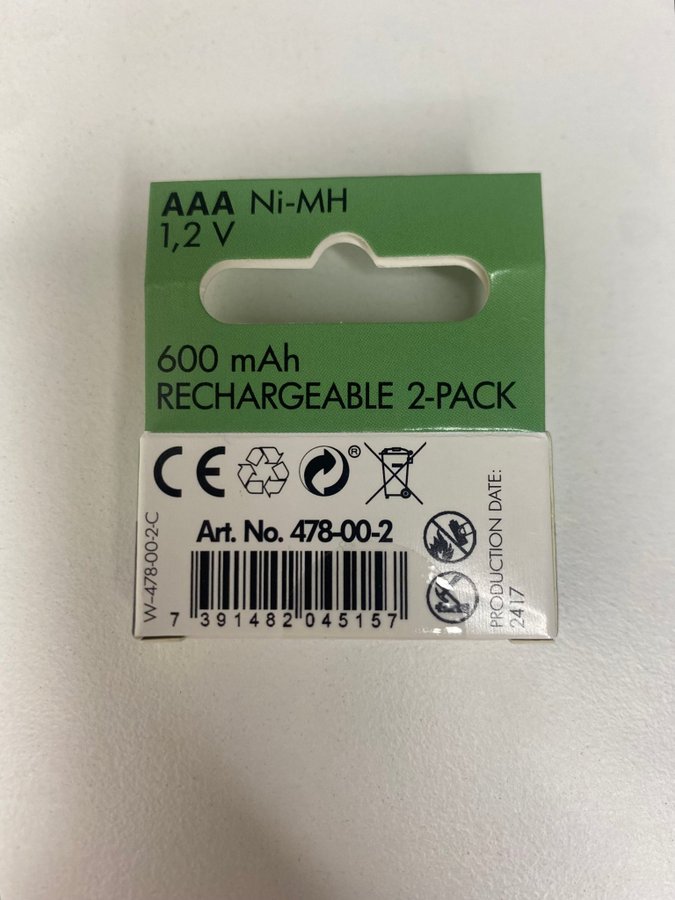 AAA Ni-MH
1,2 V
600 mAh
RECHARGEABLE 2-PACK
CE
®
Art. No. 478-00-2
W-478-00-2-C
7 391482 045157
PRODUCTION DATE:
2417